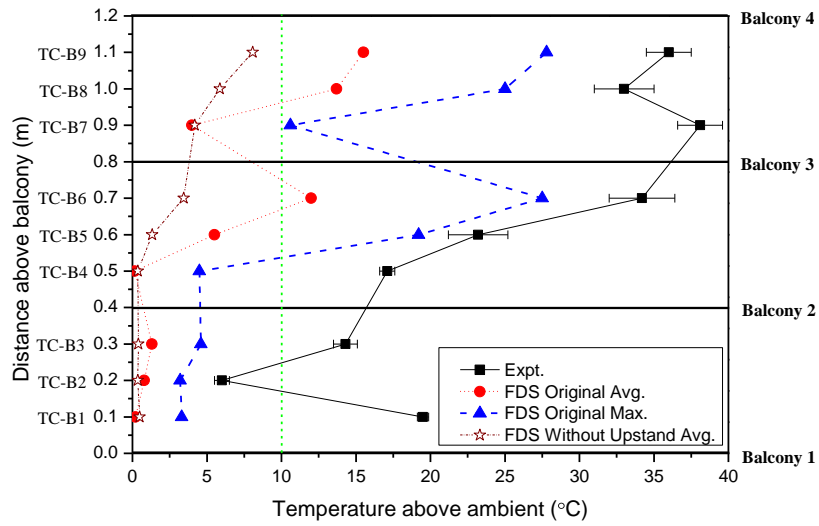 Balcony 4
1.2
TC-B9 1.1
TC-B8 1.0
TC-B7 0.9
0.8
Balcony 3
TC-B6 0.7
TC-B5 0.6
TC-B4 0.5
0.4
Balcony 2
TC-B3 0.3
TC-B2 0.2
TC-B1 0.1
0.0
Balcony 1
Distance above balcony (m)
Expt.
FDS Original Avg.
FDS Original Max.
FDS Without Upstand Avg.
0 5 10 15 20 25 30 35 40
Temperature above ambient (°C)